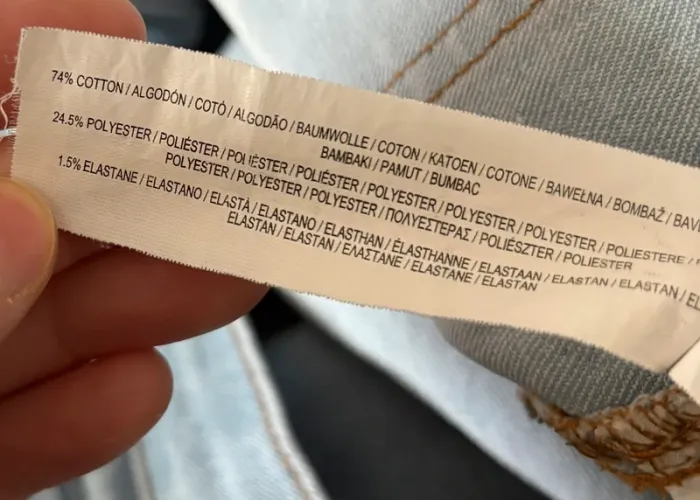 74% COTTON / ALGODÓN / COTÓ / ALGODÃO / BAUMWOLLE / COTON / KATOEN / COTONE / BAWEŁNA / BOMBAŽ /
BAMBAKI / PAMUT / BUMBAC
24.5% POLYESTER / POLIÉSTER / POLIÈSTER / POLIÉSTER / POLYESTER / POLYESTER / POLYESTER / POLIESTERE /
POLYESTER / POLYESTER / POLYESTER / ΠΟΛΥΕΣΤΕΡΑΣ / POLIÉSZTER / POLIESTER
1.5% ELASTANE / ELASTANO / ELASTÀ / ELASTANO / ELASTHAN / ÉLASTHANNE / ELASTAAN / ELASTAN / ELASTAN /
ELASTAN / ELASTAN / ΕΛΑΣΤΑΝΕ / ELASTANE / ELASTAN